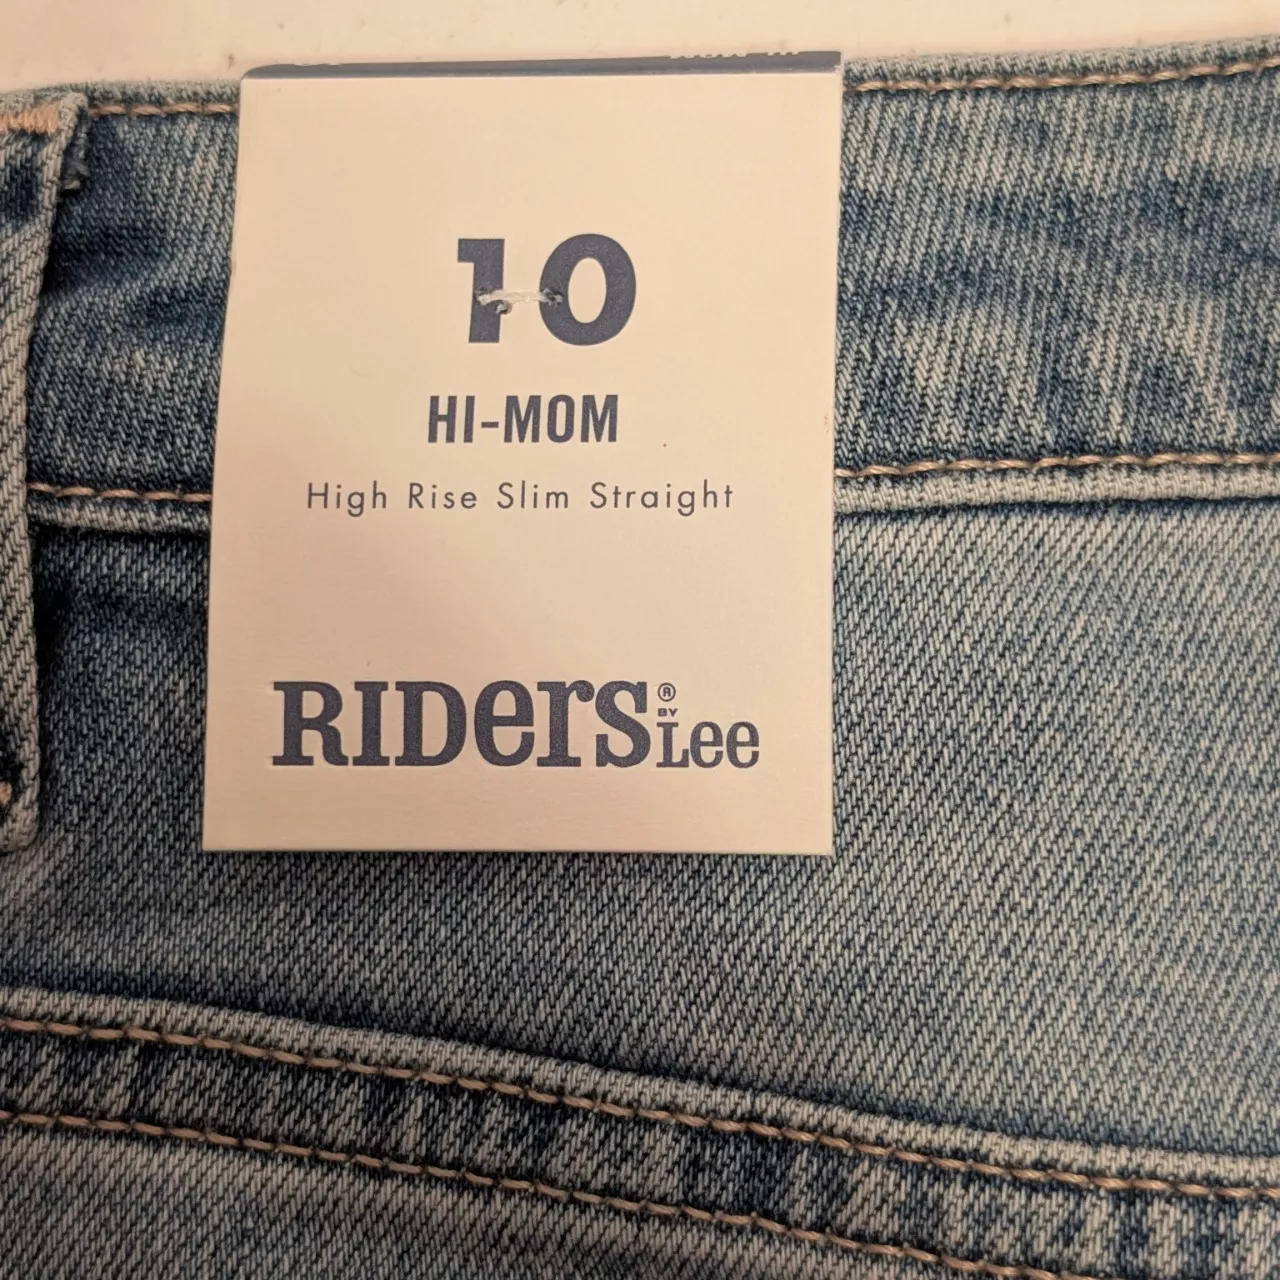 10
HI-MOM
High Rise Slim Straight
RIDERS® BY Lee